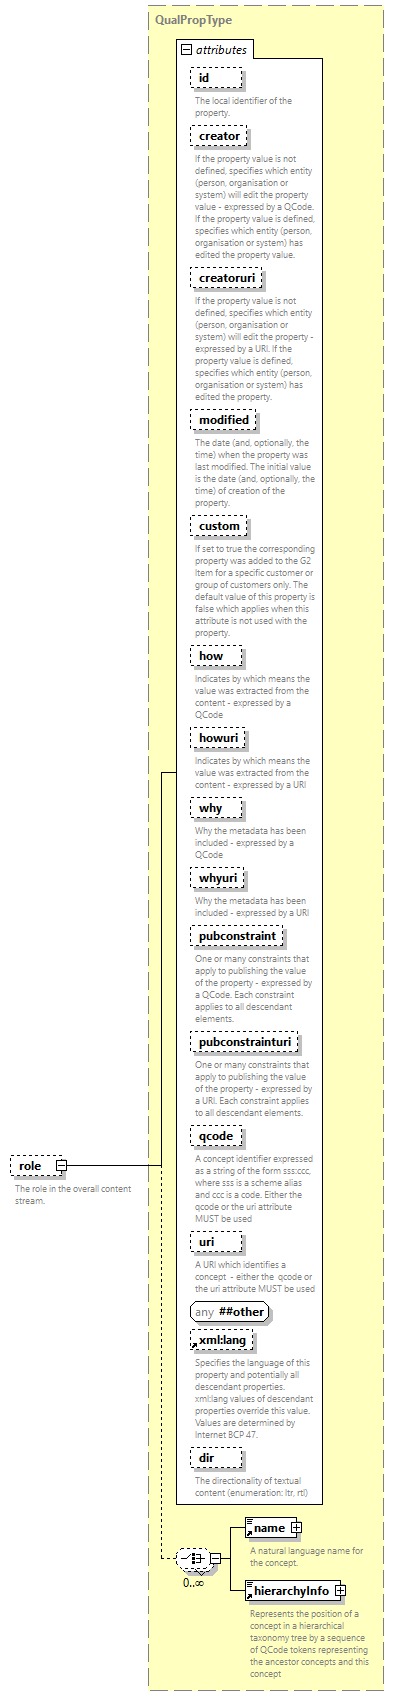 QualPropType
attributes
id
The local identifier of the
property.
creator
If the property value is not
defined, specifies which entity
(person, organisation or
system) will edit the property
value - expressed by a QCode.
If the property value is defined,
specifies which entity (person,
organisation or system) has
edited the property value.
creatoruri
If the property value is not
defined, specifies which entity
(person, organisation or
system) will edit the property -
expressed by a URI. If the
property value is defined,
specifies which entity (person,
organisation or system) has
edited the property.
modified
The date (and, optionally, the
time) when the property was
last modified. The initial value
is the date (and, optionally, the
time) of creation of the
property.
custom
If set to true the corresponding
property was added to the G2
Item for a specific customer or
group of customers only. The
default value of this property is
false which applies when this
attribute is not used with the
property.
how
Indicates by which means the
value was extracted from the
content - expressed by a
QCode
howuri
Indicates by which means the
value was extracted from the
content - expressed by a URI
why
Why the metadata has been
included - expressed by a
QCode
whyuri
Why the metadata has been
included - expressed by a URI
pubconstraint
One or many constraints that
apply to publishing the value
of the property - expressed by
a QCode. Each constraint
applies to all descendant
elements.
pubconstrainturi
One or many constraints that
apply to publishing the value
of the property - expressed by
a URI. Each constraint applies
to all descendant elements.
qcode
A concept identifier expressed
as a string of the form sss:ccc,
where sss is a scheme alias
and ccc is a code. Either the
qcode or the uri attribute
MUST be used
uri
A URI which identifies a
concept - either the qcode or
the uri attribute MUST be used
any ##other
xml:lang
Specifies the language of this
property and potentially all
descendant properties.
xml:lang values of descendant
properties override this value.
Values are determined by
Internet BCP 47.
dir
The directionality of textual
content (enumeration: ltr, rtl)
role
The role in the overall content
stream.
0..∞
name
A natural language name for
the concept.
hierarchyInfo
Represents the position of a
concept in a hierarchical
taxonomy tree by a sequence
of QCode tokens representing
the ancestor concepts and this
concept